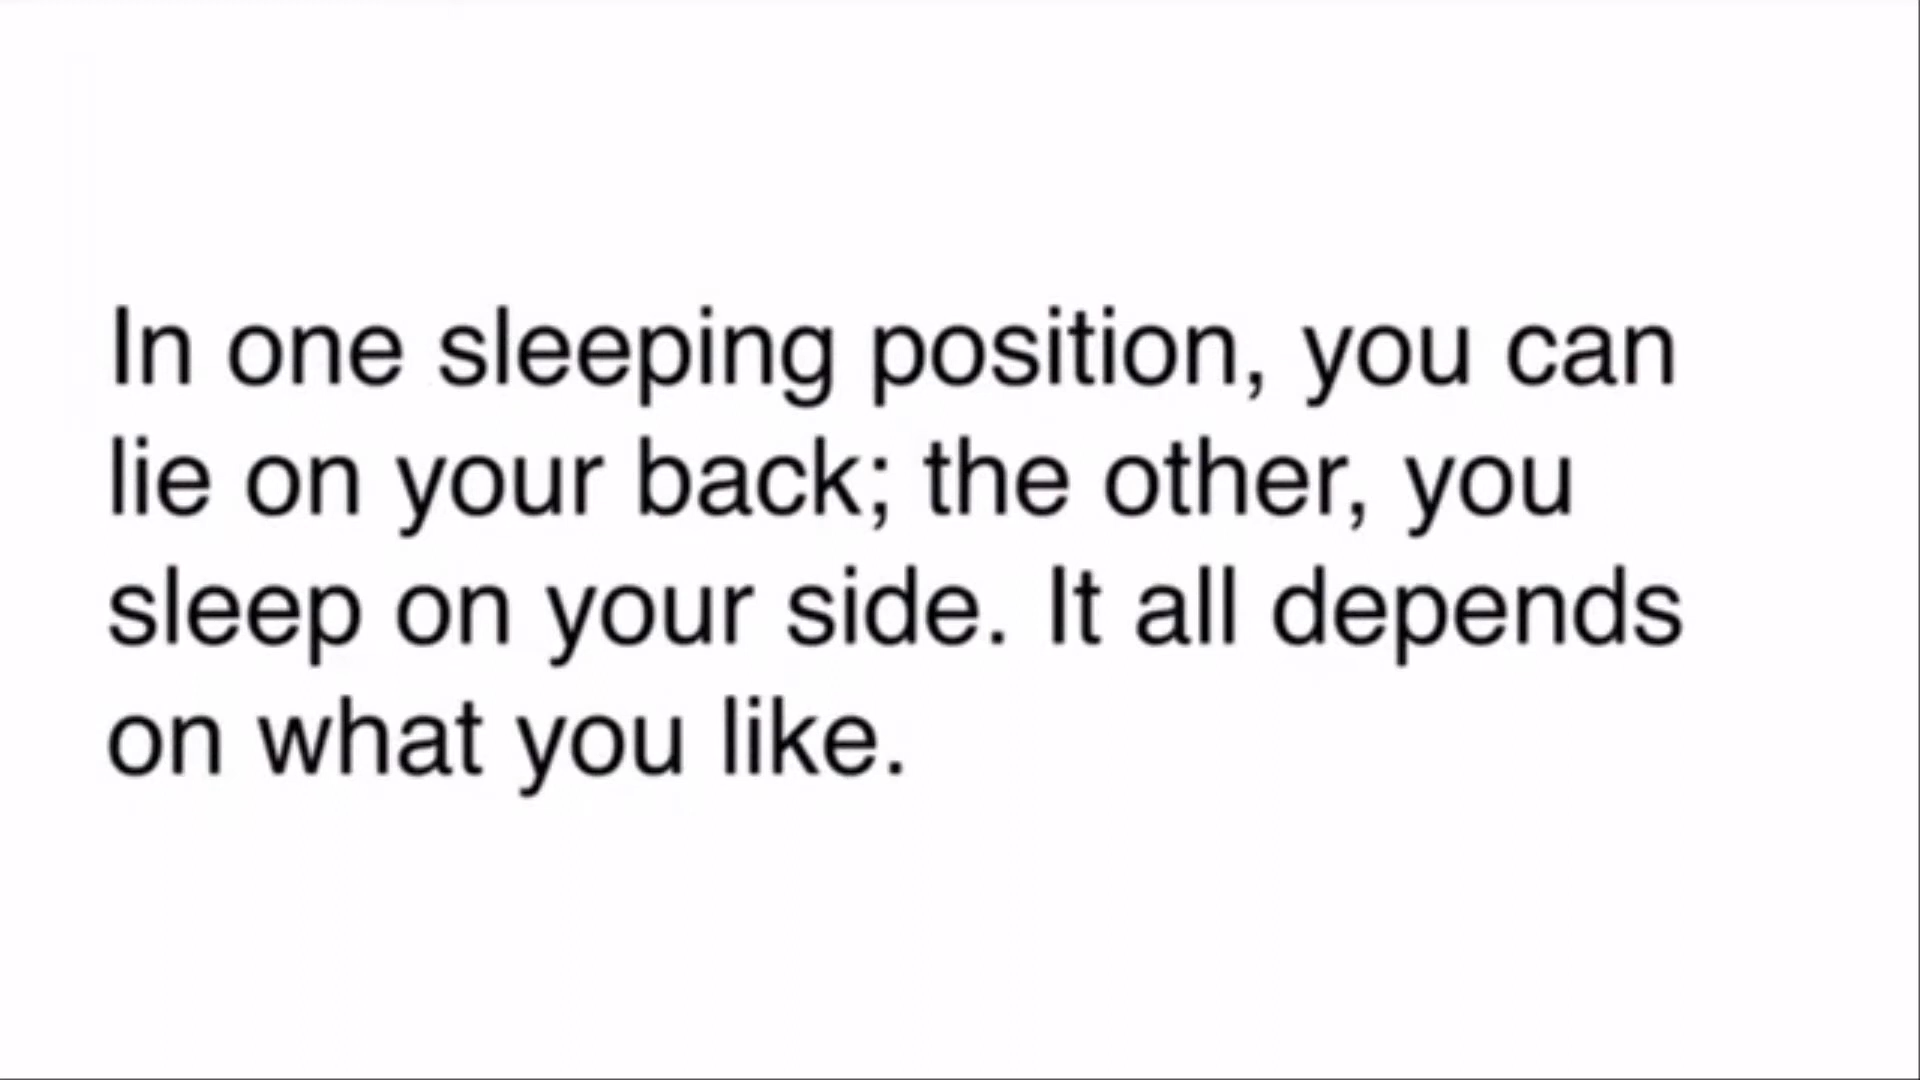 In one sleeping position, you can
lie on your back; the other, you
sleep on your side. It all depends
on what you like.